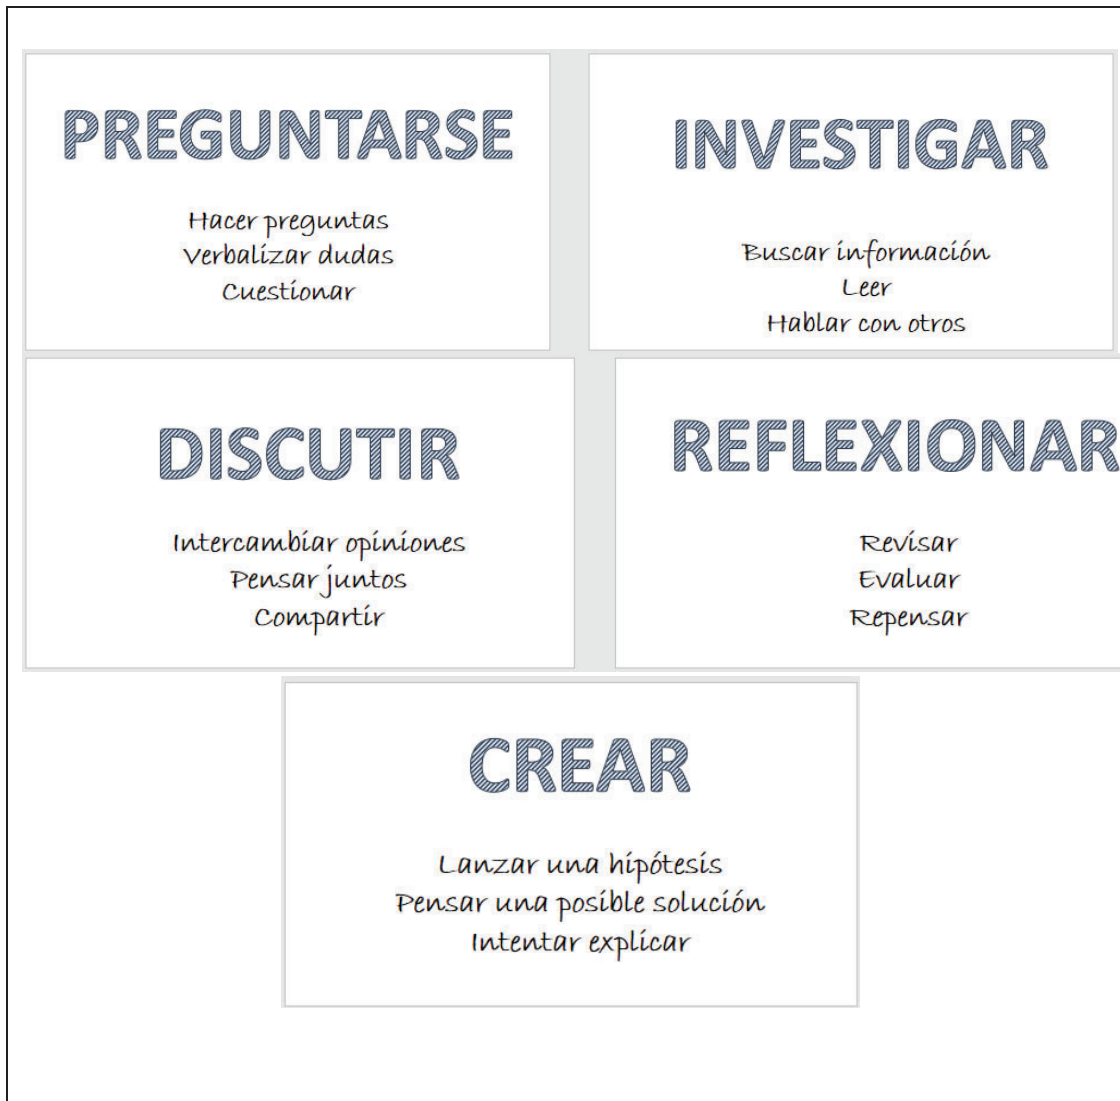 PREGUNTARSE
Hacer preguntas
Verbalizar dudas
Cuestionar
INVESTIGAR
Buscar información
Leer
Hablar con otros
DISCUTIR
Intercambiar opiniones
Pensar juntos
Compartir
REFLEXIONAR
Revisar
Evaluar
Repensar
CREAR
Lanzar una hipótesis
Pensar una posible solución
Intentar explicar